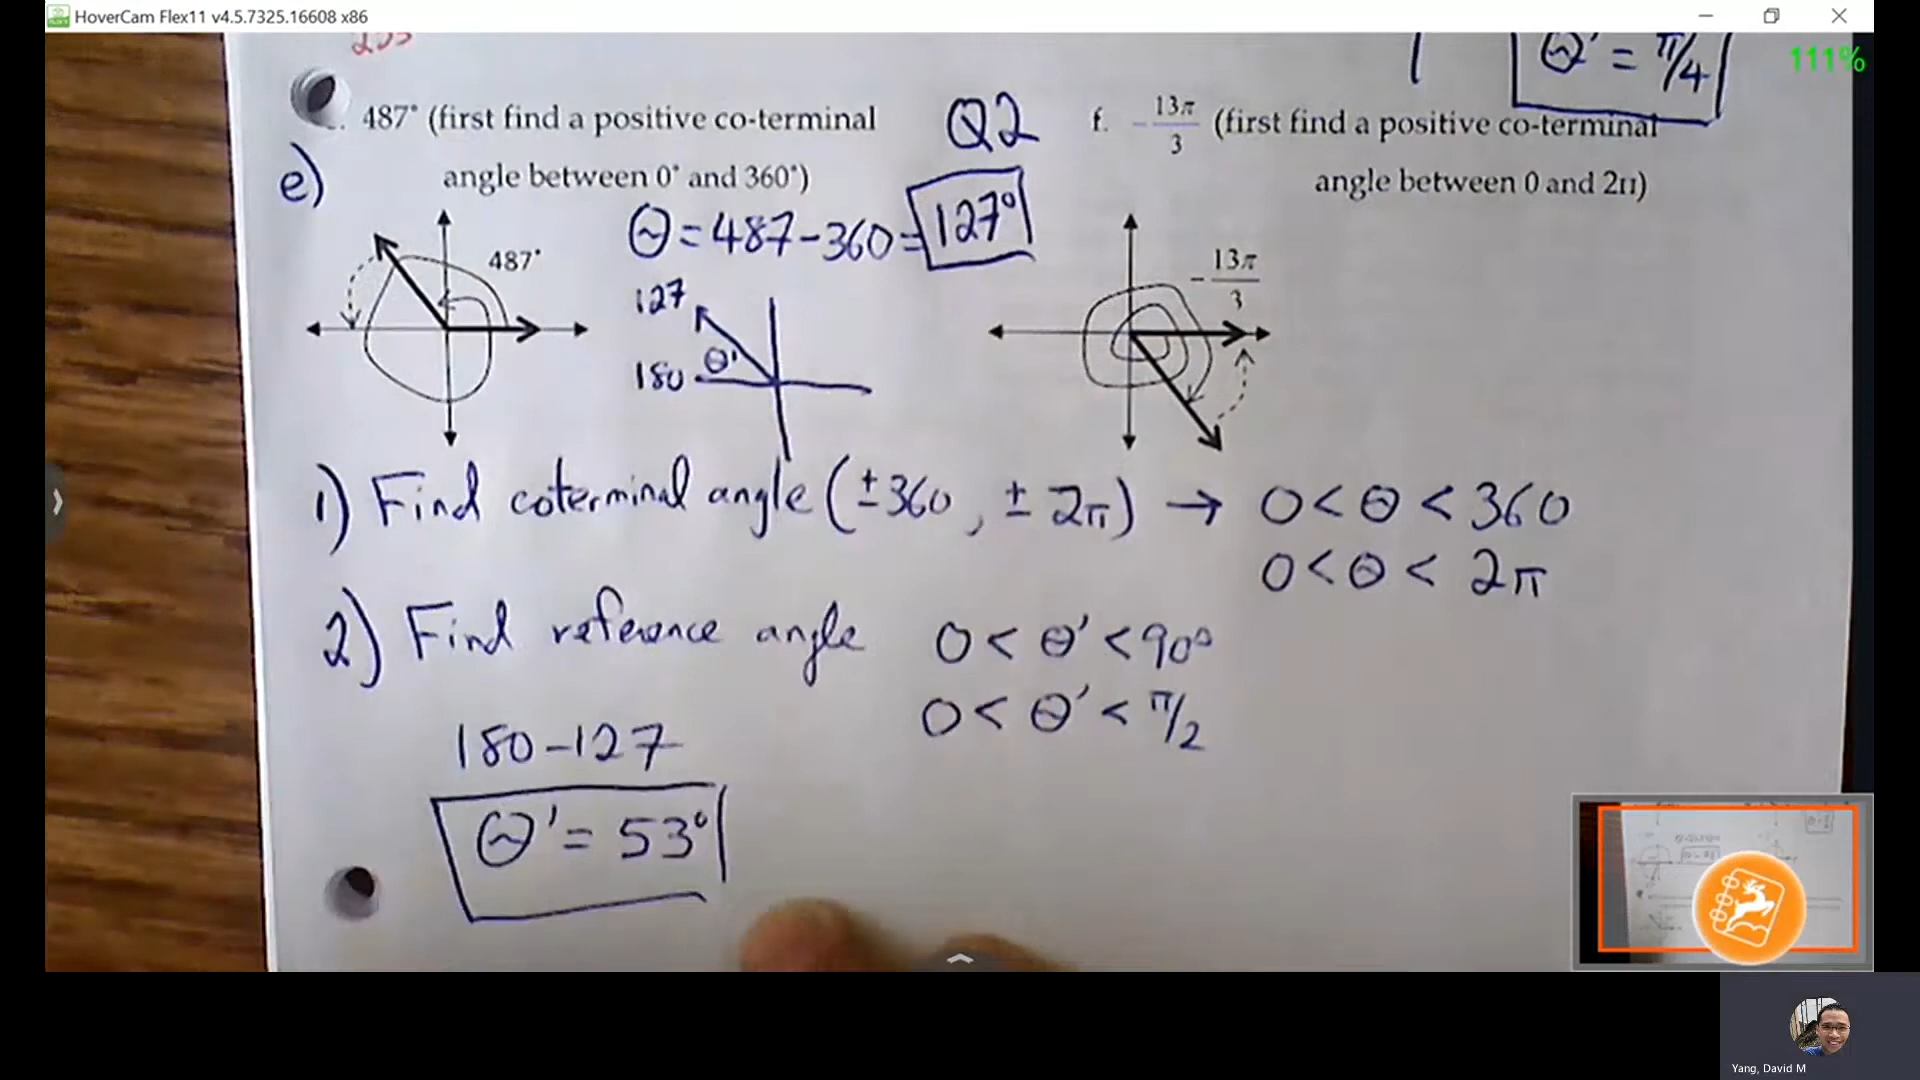 HoverCam Flex11 v4.5.7325.16608 x86
111%
Θ' = π/4
487° (first find a positive co-terminal
angle between 0° and 360°)
e)
Q2
487°
Θ = 487-360 = 127°
127
180
Θ'
f. -13π/3 (first find a positive co-terminal
angle between 0 and 2π)
-13π/3
1) Find coterminal angle (±360, ± 2π) → 0 < Θ < 360
0 < Θ < 2π
2) Find reference angle 0 < Θ' < 90°
0 < Θ' < π/2
180-127
Θ' = 53°
Yang, David M